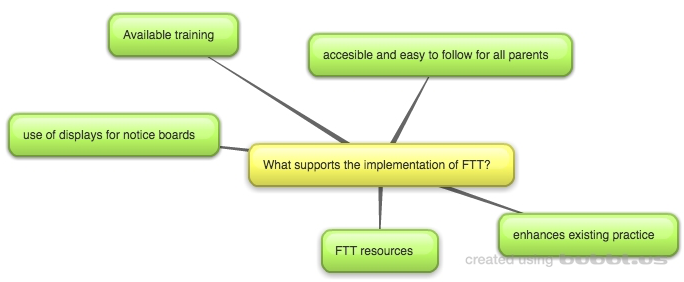 Available training
accesible and easy to follow for all parents
use of displays for notice boards
What supports the implementation of FTT?
enhances existing practice
FTT resources
created using